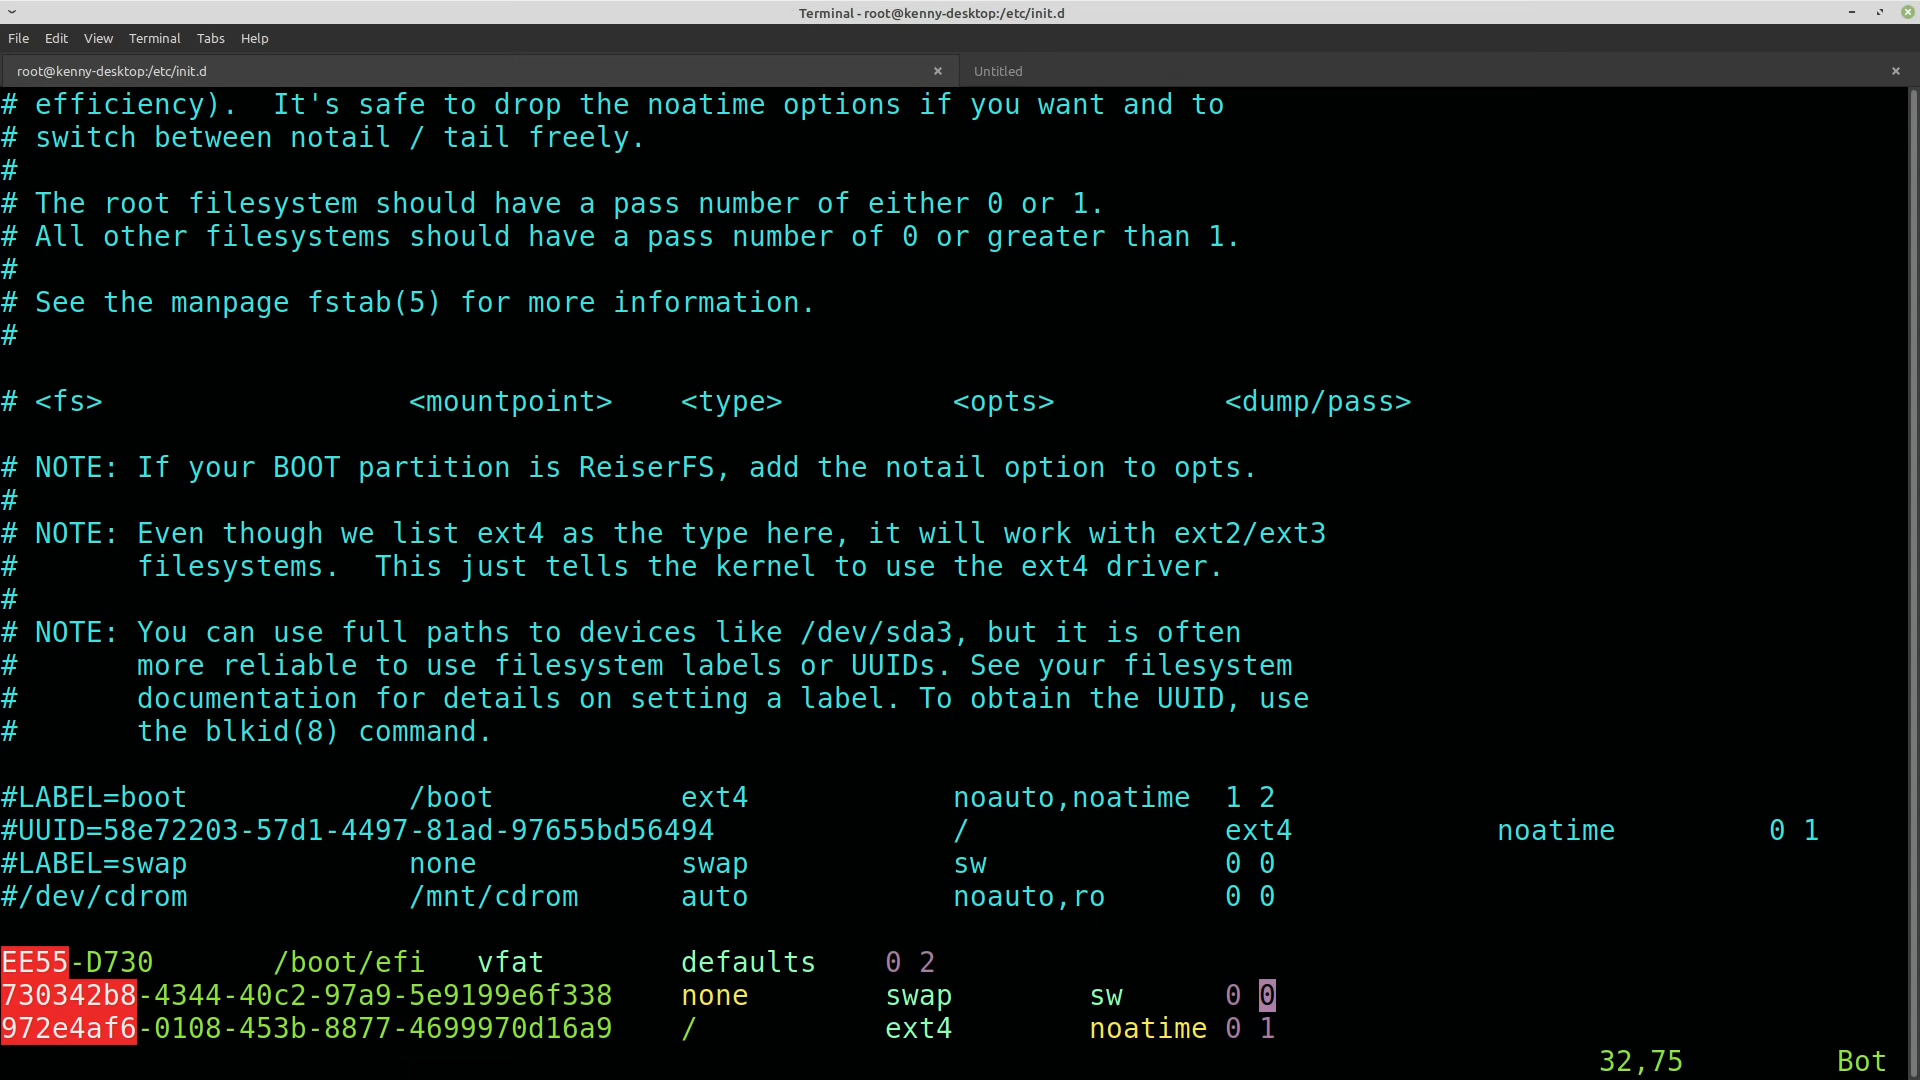 Terminal - root@kenny-desktop:/etc/init.d
File Edit View Terminal Tabs Help
root@kenny-desktop:/etc/init.d Untitled
# efficiency).  It's safe to drop the noatime options if you want and to
# switch between notail / tail freely.
#
# The root filesystem should have a pass number of either 0 or 1.
# All other filesystems should have a pass number of 0 or greater than 1.
#
# See the manpage fstab(5) for more information.
#
# <fs>                  <mountpoint>    <type>          <opts>          <dump/pass>
# NOTE: If your BOOT partition is ReiserFS, add the notail option to opts.
#
# NOTE: Even though we list ext4 as the type here, it will work with ext2/ext3
#       filesystems.  This just tells the kernel to use the ext4 driver.
#
# NOTE: You can use full paths to devices like /dev/sda3, but it is often
#       more reliable to use filesystem labels or UUIDs. See your filesystem
#       documentation for details on setting a label. To obtain the UUID, use
#       the blkid(8) command.
#LABEL=boot             /boot           ext4            noauto,noatime  1 2
#UUID=58e72203-57d1-4497-81ad-97655bd56494              /               ext4            noatime         0 1
#LABEL=swap             none            swap            sw              0 0
#/dev/cdrom             /mnt/cdrom      auto            noauto,ro       0 0
EE55-D730       /boot/efi   vfat        defaults    0 2
730342b8-4344-40c2-97a9-5e9199e6f338    none        swap        sw      0 0
972e4af6-0108-453b-8877-4699970d16a9    /           ext4        noatime 0 1
32,75         Bot